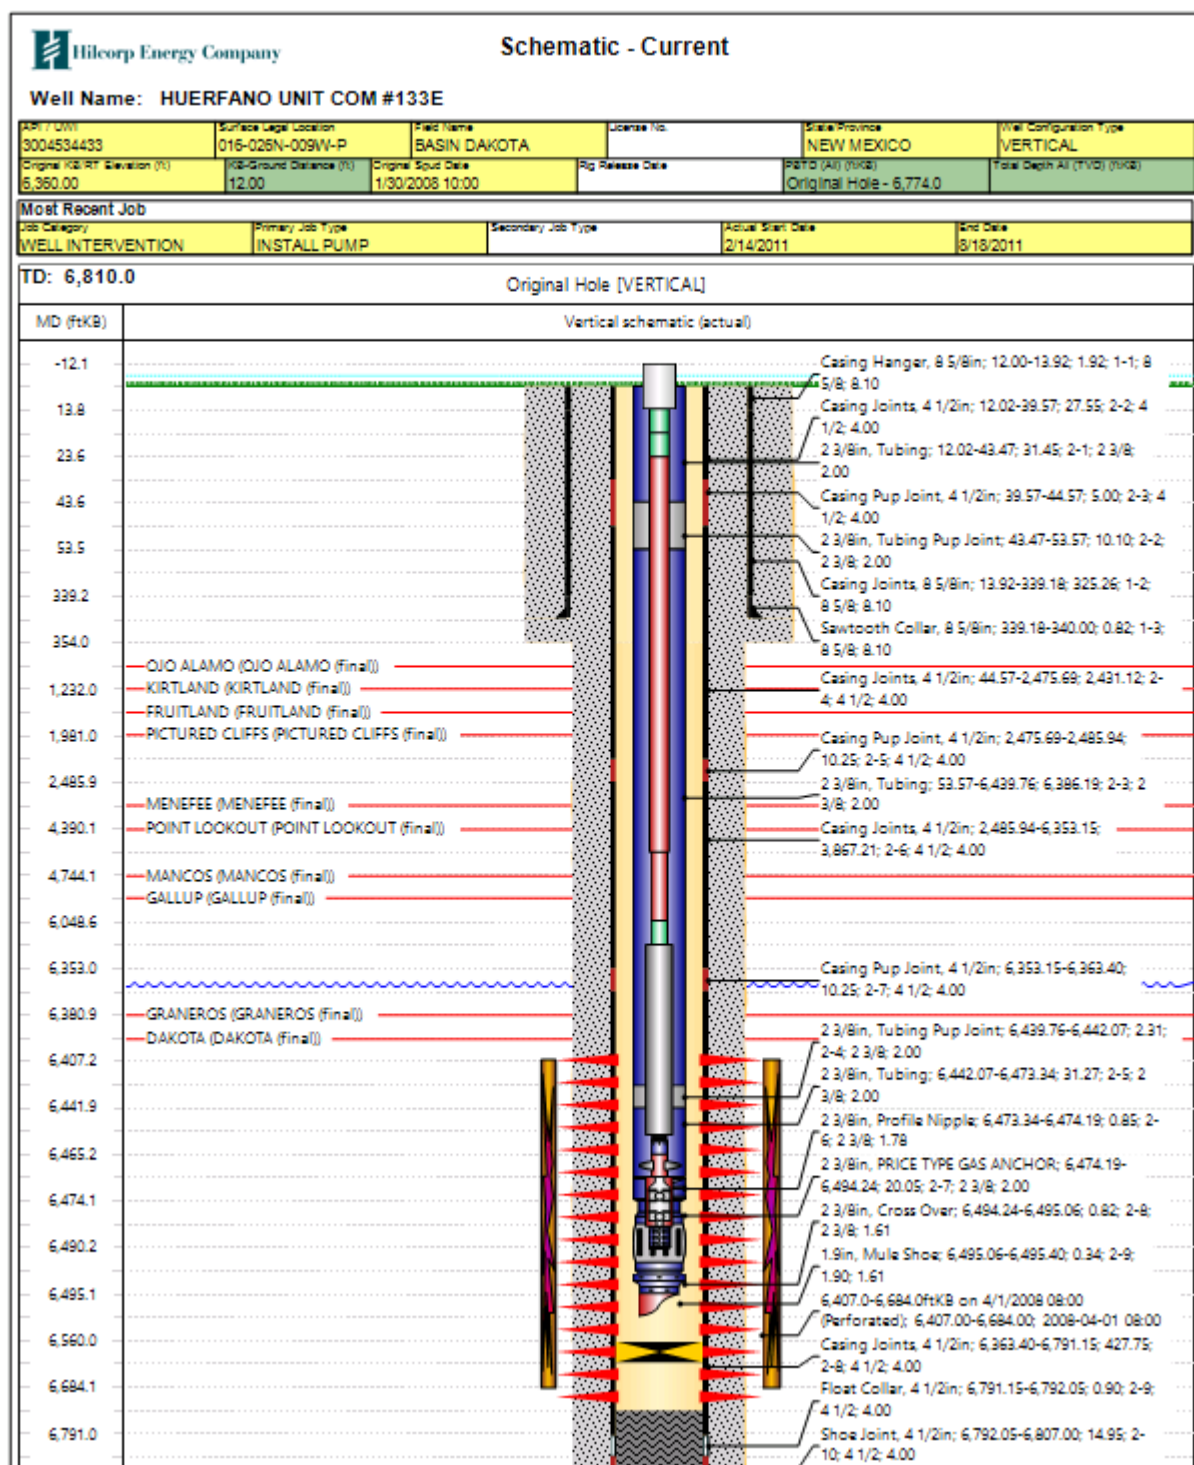 Hilcorp Energy Company
Schematic - Current
Well Name: HUERFANO UNIT COM #133E
API / UWI
3004534433
Surface Legal Location
016-026N-009W-P
Field Name
BASIN DAKOTA
License No.
State/Province
NEW MEXICO
Well Configuration Type
VERTICAL
Original KB/RT Elevation (ft)
6,360.00
KB-Ground Distance (ft)
12.00
Original Spud Date
1/30/2008 10:00
Rig Release Date
PBTD (All) (ftKB)
Original Hole - 6,774.0
Total Depth All (TVD) (ftKB)
Most Recent Job
Job Category
WELL INTERVENTION
Primary Job Type
INSTALL PUMP
Secondary Job Type
Actual Start Date
2/14/2011
End Date
8/18/2011
TD: 6,810.0
Original Hole [VERTICAL]
MD (ftKB)
Vertical schematic (actual)
-12.1
13.8
23.6
43.6
53.5
339.2
354.0
1,232.0
1,981.0
2,485.9
4,390.1
4,744.1
6,048.6
6,353.0
6,380.9
6,407.2
6,441.9
6,465.2
6,474.1
6,490.2
6,495.1
6,560.0
6,684.1
6,791.0
OJO ALAMO (OJO ALAMO (final))
KIRTLAND (KIRTLAND (final))
FRUITLAND (FRUITLAND (final))
PICTURED CLIFFS (PICTURED CLIFFS (final))
MENEFEE (MENEFEE (final))
POINT LOOKOUT (POINT LOOKOUT (final))
MANCOS (MANCOS (final))
GALLUP (GALLUP (final))
GRANEROS (GRANEROS (final))
DAKOTA (DAKOTA (final))
Casing Hanger, 8 5/8in; 12.00-13.92; 1.92; 1-1; 8
5/8; 8.10
Casing Joints, 4 1/2in; 12.02-39.57; 27.55; 2-2; 4
1/2; 4.00
2 3/8in, Tubing; 12.02-43.47; 31.45; 2-1; 2 3/8;
2.00
Casing Pup Joint, 4 1/2in; 39.57-44.57; 5.00; 2-3; 4
1/2; 4.00
2 3/8in, Tubing Pup Joint; 43.47-53.57; 10.10; 2-2;
2 3/8; 2.00
Casing Joints, 8 5/8in; 13.92-339.18; 325.26; 1-2;
8 5/8; 8.10
Sawtooth Collar, 8 5/8in; 339.18-340.00; 0.82; 1-3;
8 5/8; 8.10
Casing Joints, 4 1/2in; 44.57-2,475.69; 2,431.12; 2-
4; 4 1/2; 4.00
Casing Pup Joint, 4 1/2in; 2,475.69-2,485.94;
10.25; 2-5; 4 1/2; 4.00
2 3/8in, Tubing; 53.57-6,439.76; 6,386.19; 2-3; 2
3/8; 2.00
Casing Joints, 4 1/2in; 2,485.94-6,353.15;
3,867.21; 2-6; 4 1/2; 4.00
Casing Pup Joint, 4 1/2in; 6,353.15-6,363.40;
10.25; 2-7; 4 1/2; 4.00
2 3/8in, Tubing Pup Joint; 6,439.76-6,442.07; 2.31;
2-4; 2 3/8; 2.00
2 3/8in, Tubing; 6,442.07-6,473.34; 31.27; 2-5; 2
3/8; 2.00
2 3/8in, Profile Nipple; 6,473.34-6,474.19; 0.85; 2-
6; 2 3/8; 1.78
2 3/8in, PRICE TYPE GAS ANCHOR; 6,474.19-
6,494.24; 20.05; 2-7; 2 3/8; 2.00
2 3/8in, Cross Over; 6,494.24-6,495.06; 0.82; 2-8;
2 3/8; 1.61
1.9in, Mule Shoe; 6,495.06-6,495.40; 0.34; 2-9;
1.90; 1.61
6,407.0-6,684.0ftKB on 4/1/2008 08:00
(Perforated); 6,407.00-6,684.00; 2008-04-01 08:00
Casing Joints, 4 1/2in; 6,363.40-6,791.15; 427.75;
2-8; 4 1/2; 4.00
Float Collar, 4 1/2in; 6,791.15-6,792.05; 0.90; 2-9;
4 1/2; 4.00
Shoe Joint, 4 1/2in; 6,792.05-6,807.00; 14.95; 2-
10; 4 1/2; 4.00